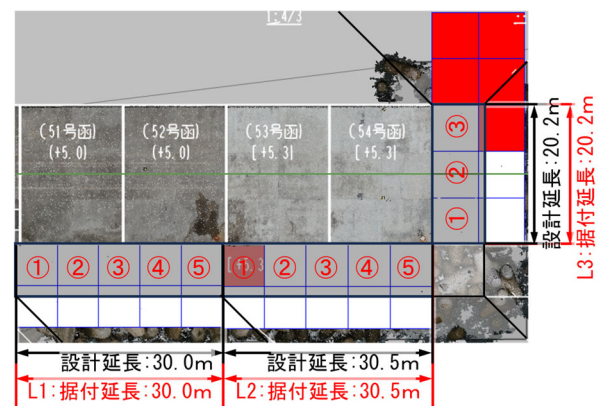 1:4/3
(51号函)
(+5.0)
(52号函)
(+5.0)
(53号函)
[+5.3]
(54号函)
[+5.3]
③
②
①
設計延長:20.2m
L3:据付延長:20.2m
① ② ③ ④ ⑤
[+5.3
① ② ③ ④ ⑤
設計延長:30.0m
設計延長:30.5m
L1:据付延長:30.0m
L2:据付延長:30.5m